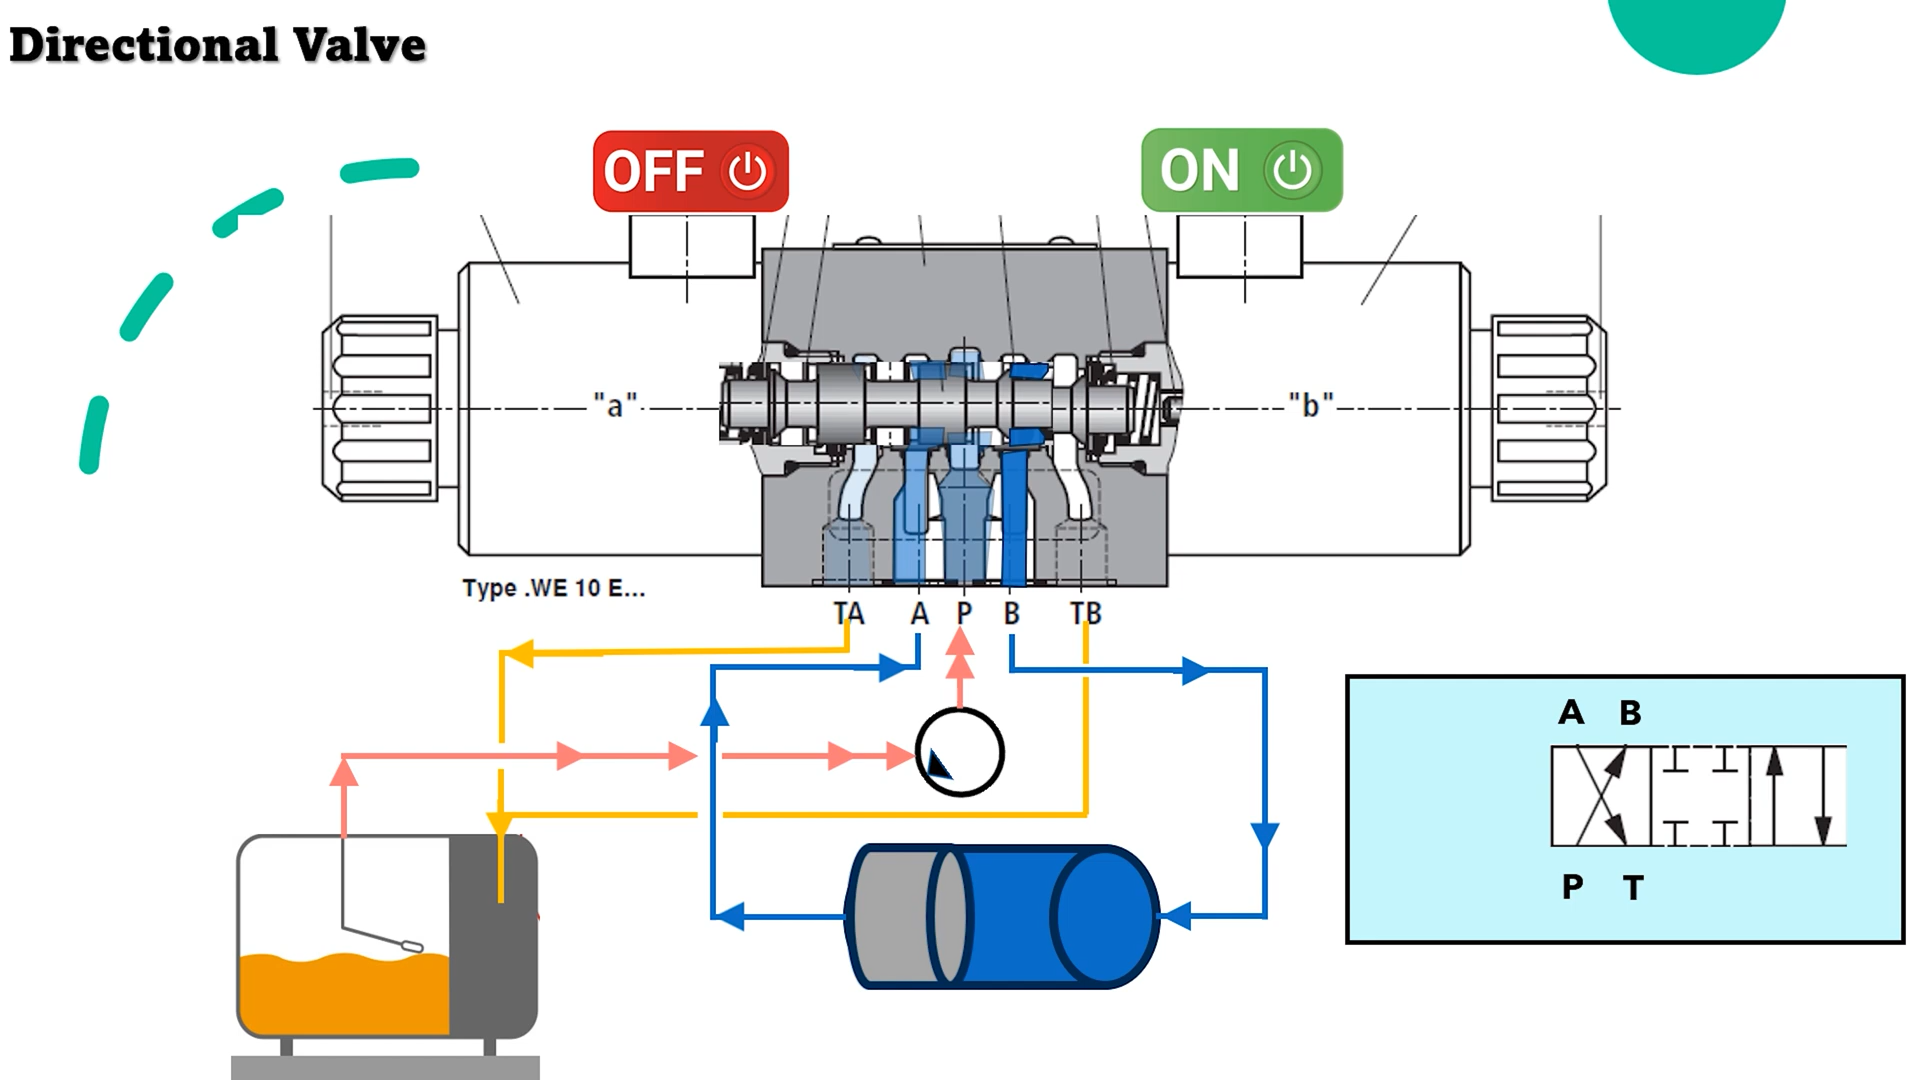 Directional Valve
OFF
ON
"a"
"b"
Type .WE 10 E...
TA A P B TB
A B
P T